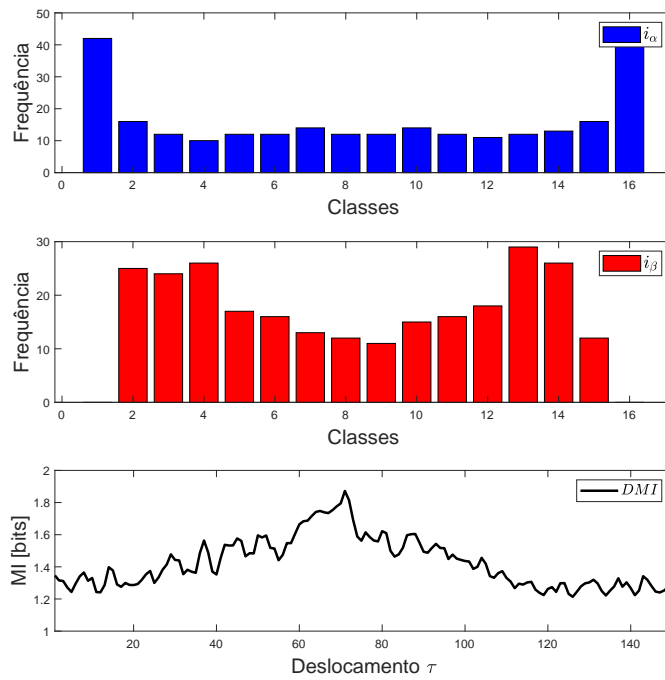 50
40
30
20
10
0
Frequência
i_α
0 2 4 6 8 10 12 14 16
Classes
30
20
10
0
Frequência
i_β
0 2 4 6 8 10 12 14 16
Classes
2
1.8
1.6
1.4
1.2
1
MI [bits]
DMI
20 40 60 80 100 120 140
Deslocamento τ